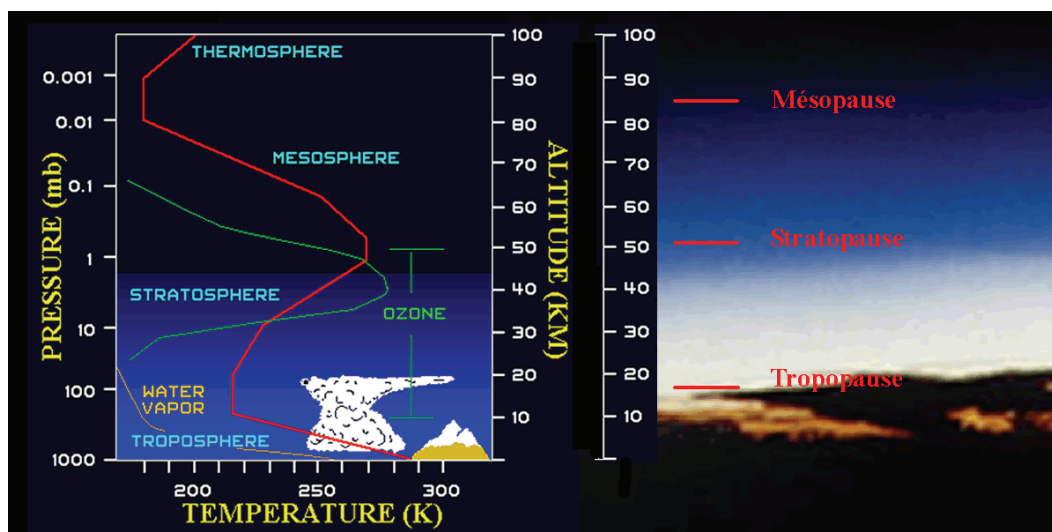 THERMOSPHERE
MESOSPHERE
STRATOSPHERE
OZONE
WATER
VAPOR
TROPOSPHERE
PRESSURE (mb)
0.001
0.01
0.1
1
10
100
1000
200
250
300
TEMPERATURE (K)
100
90
80
70
60
50
40
30
20
10
0
ALTITUDE (KM)
100
90
80
70
60
50
40
30
20
10
0
Mésopause
Stratopause
Tropopause